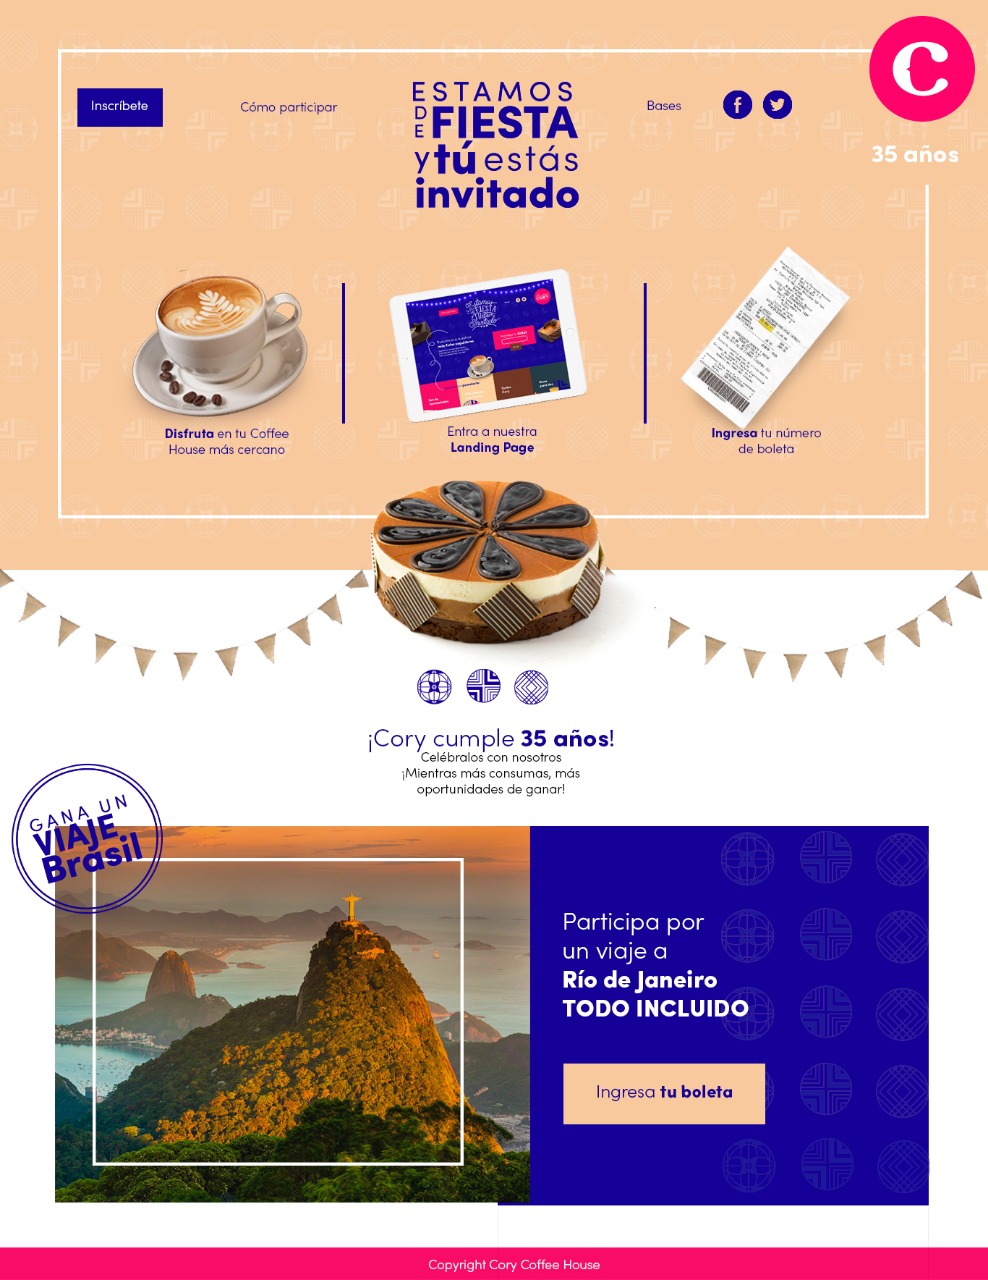 C
35 años
Inscríbete
Cómo participar
ESTAMOS
DE FIESTA
y tú estás
invitado
Bases
Disfruta en tu Coffee
House más cercano
CORY
Entra a nuestra
Landing Page
Ingresa tu número
de boleta
¡Cory cumple 35 años!
Celébralos con nosotros
¡Mientras más consumas, más
oportunidades de ganar!
GANA UN
VIAJE
Brasil
Participa por
un viaje a
Río de Janeiro
TODO INCLUIDO
Ingresa tu boleta
Copyright Cory Coffee House